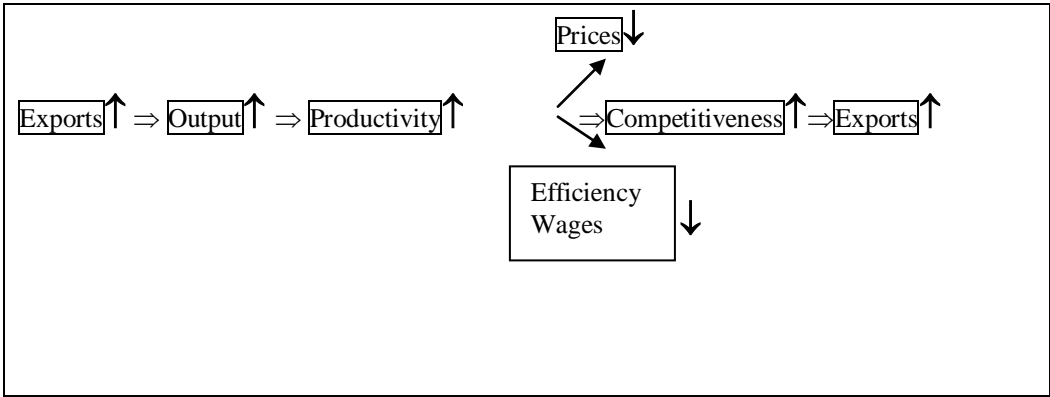 Prices↓
Exports↑ ⇒ Output↑ ⇒ Productivity↑ ⇒Competitiveness↑ ⇒Exports↑
Efficiency
Wages ↓